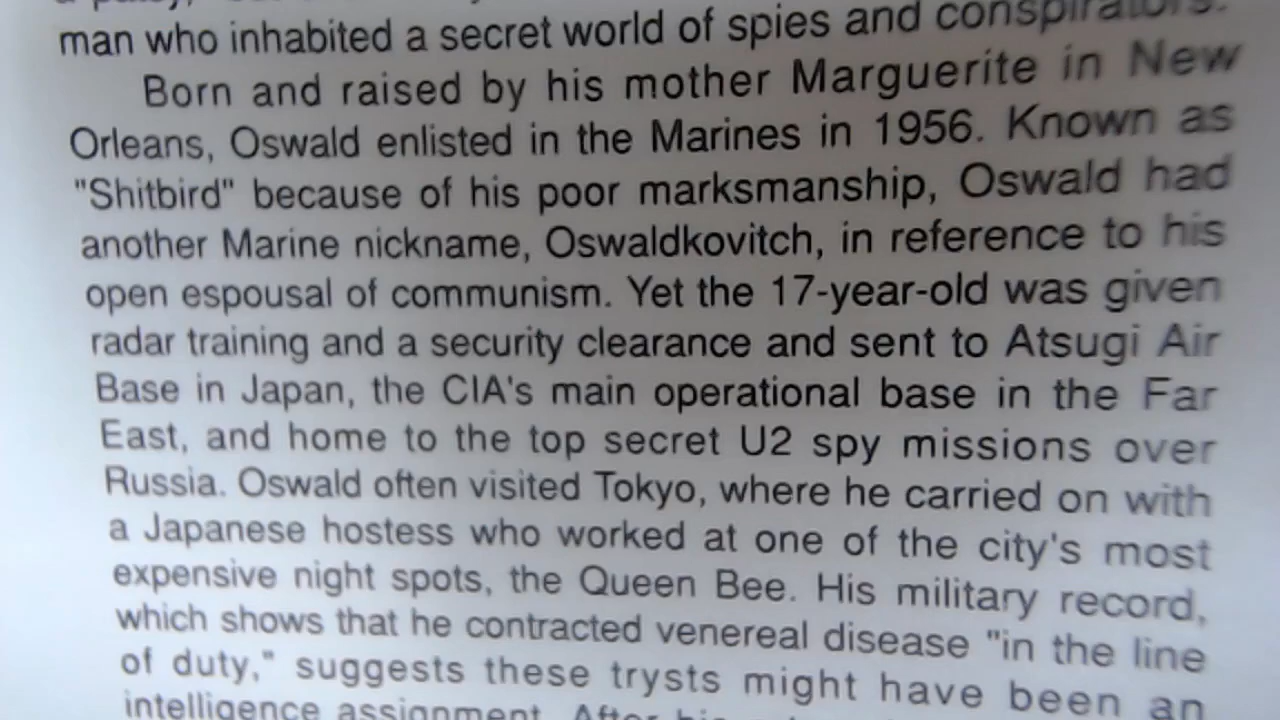 a patsy,
man who inhabited a secret world of spies and conspirators.
Born and raised by his mother Marguerite in New
Orleans, Oswald enlisted in the Marines in 1956. Known as
"Shitbird" because of his poor marksmanship, Oswald had
another Marine nickname, Oswaldkovitch, in reference to his
open espousal of communism. Yet the 17-year-old was given
radar training and a security clearance and sent to Atsugi Air
Base in Japan, the CIA's main operational base in the Far
East, and home to the top secret U2 spy missions over
Russia. Oswald often visited Tokyo, where he carried on with
a Japanese hostess who worked at one of the city's most
expensive night spots, the Queen Bee. His military record,
which shows that he contracted venereal disease "in the line
of duty," suggests these trysts might have been an
intelligence assignment. After his